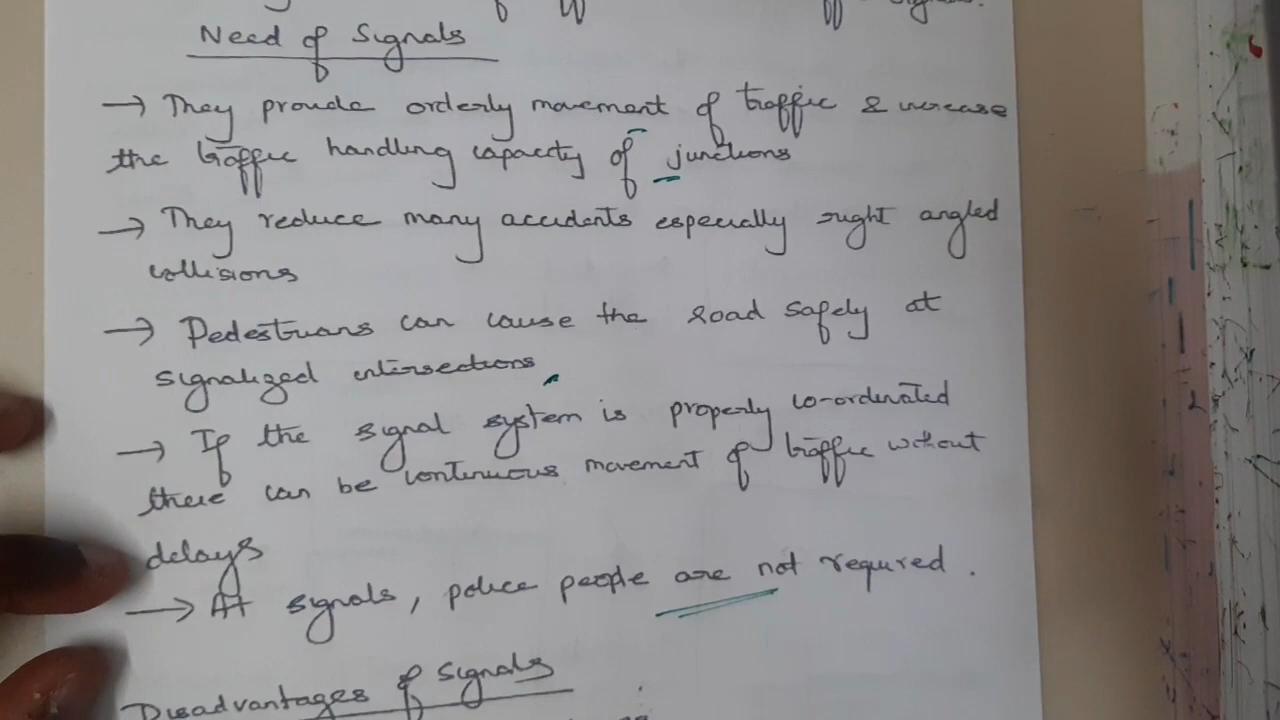 Need of Signals
→ They provide orderly movement of traffic & increase
the traffic handling capacity of junctions
→ They reduce many accidents especially right angled
collisions
→ Pedestrians can cause the road safely at
signalized intersections
→ If the signal system is properly co-ordinated
there can be continuous movement of traffic without
delays
→ At signals, police people are not required.
Disadvantages of Signals